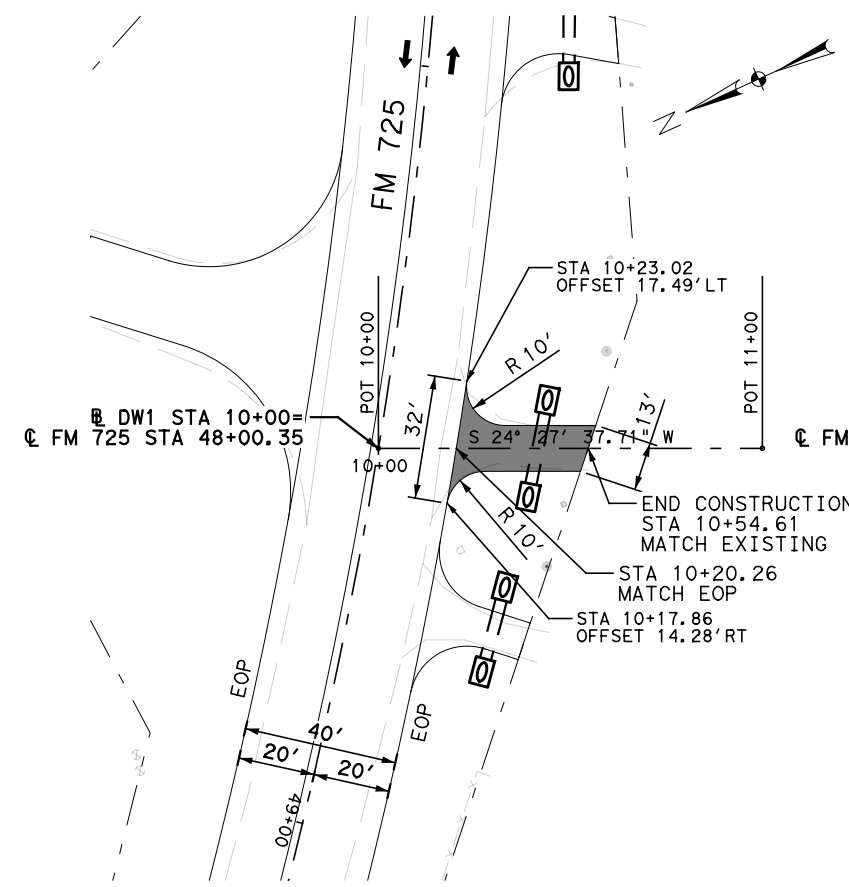 FM 725
N
STA 10+23.02
OFFSET 17.49'LT
R 10'
POT 10+00
POT 11+00
32'
13'
B DW1 STA 10+00=
℄ FM 725 STA 48+00.35
10+00
S 24° 27' 37.71" W
℄ FM
END CONSTRUCTION
STA 10+54.61
MATCH EXISTING
R 10'
STA 10+20.26
MATCH EOP
STA 10+17.86
OFFSET 14.28'RT
EOP
EOP
40'
20'
20'
49+00